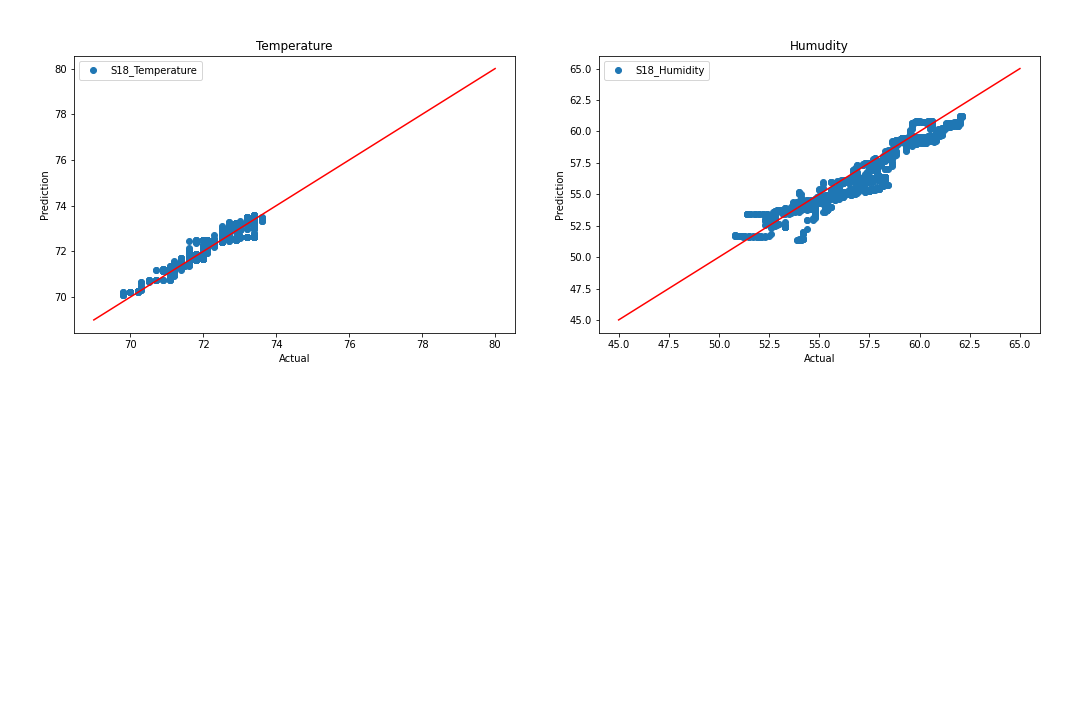 Temperature
S18_Temperature
80
78
76
74
72
70
Prediction
70 72 74 76 78 80
Actual
Humudity
S18_Humidity
65.0
62.5
60.0
57.5
55.0
52.5
50.0
47.5
45.0
Prediction
45.0 47.5 50.0 52.5 55.0 57.5 60.0 62.5 65.0
Actual